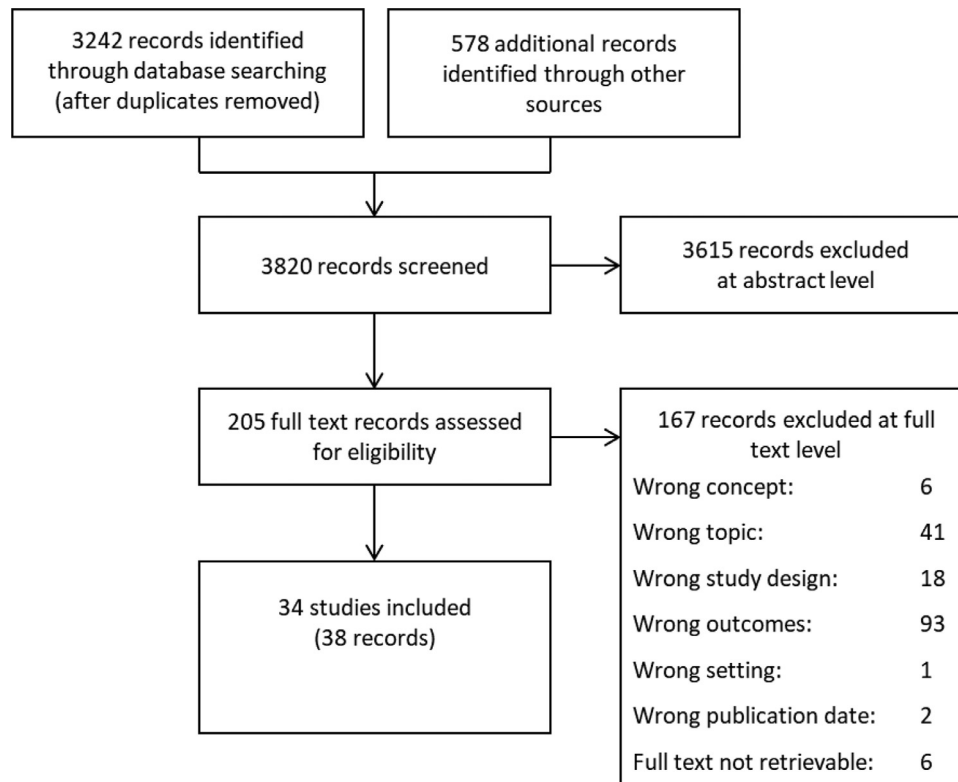 3242 records identified
through database searching
(after duplicates removed)
578 additional records
identified through other
sources
3820 records screened
3615 records excluded
at abstract level
205 full text records assessed
for eligibility
167 records excluded at full
text level
Wrong concept: 6
Wrong topic: 41
Wrong study design: 18
Wrong outcomes: 93
Wrong setting: 1
Wrong publication date: 2
Full text not retrievable: 6
34 studies included
(38 records)